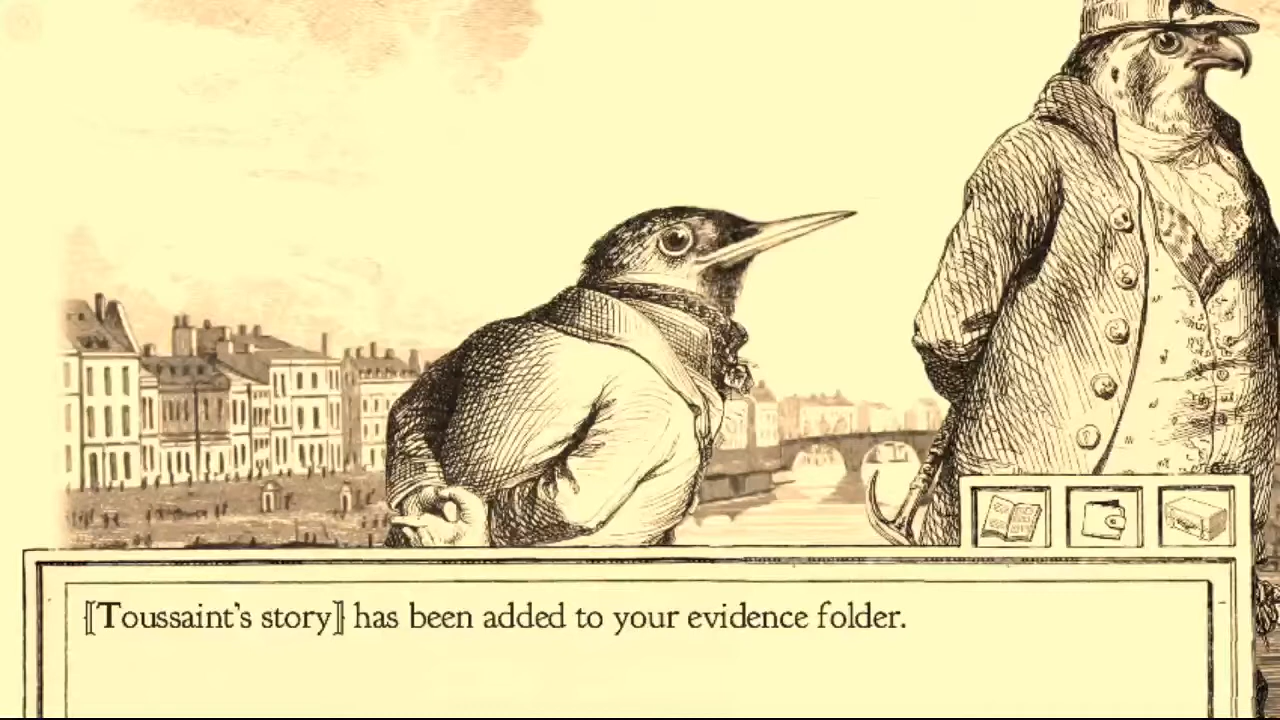 ⟦Toussaint's story⟧ has been added to your evidence folder.